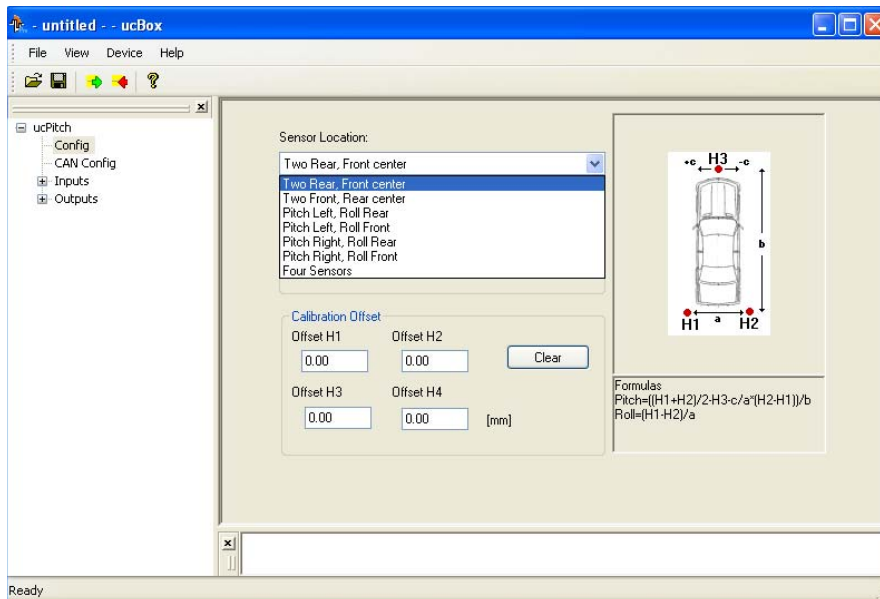 - untitled - - ucBox
File View Device Help
ucPitch
Config
CAN Config
Inputs
Outputs
Sensor Location:
Two Rear, Front center
Two Rear, Front center
Two Front, Rear center
Pitch Left, Roll Rear
Pitch Left, Roll Front
Pitch Right, Roll Rear
Pitch Right, Roll Front
Four Sensors
Calibration Offset
Offset H1 Offset H2
0.00 0.00 Clear
Offset H3 Offset H4
0.00 0.00 [mm]
+c H3 -c
b
H1 a H2
Formulas
Pitch=((H1+H2)/2-H3-c/a*(H2-H1))/b
Roll=(H1-H2)/a
Ready